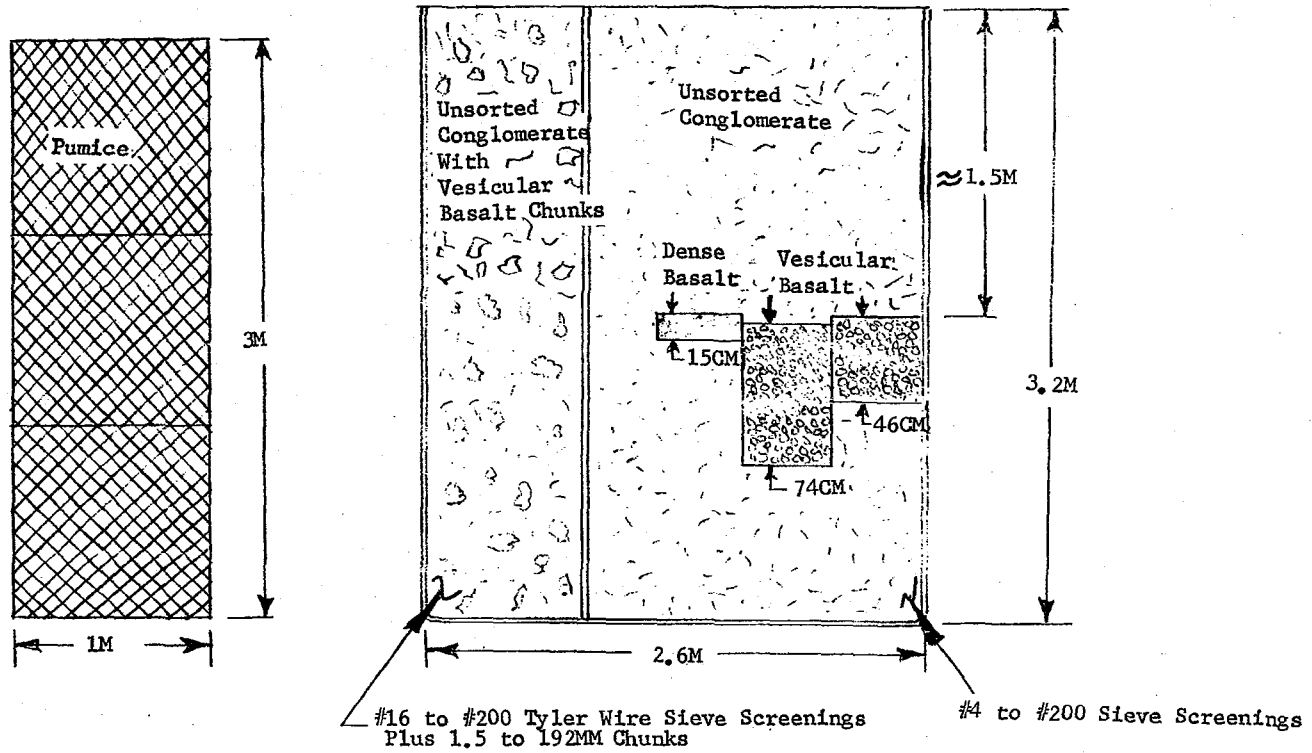 Pumice
3M
1M
Unsorted
Conglomerate
With
Vesicular
Basalt Chunks
Unsorted
Conglomerate
Dense
Basalt
Vesicular
Basalt
15CM
74CM
46CM
≈1.5M
3.2M
2.6M
#16 to #200 Tyler Wire Sieve Screenings
Plus 1.5 to 192MM Chunks
#4 to #200 Sieve Screenings